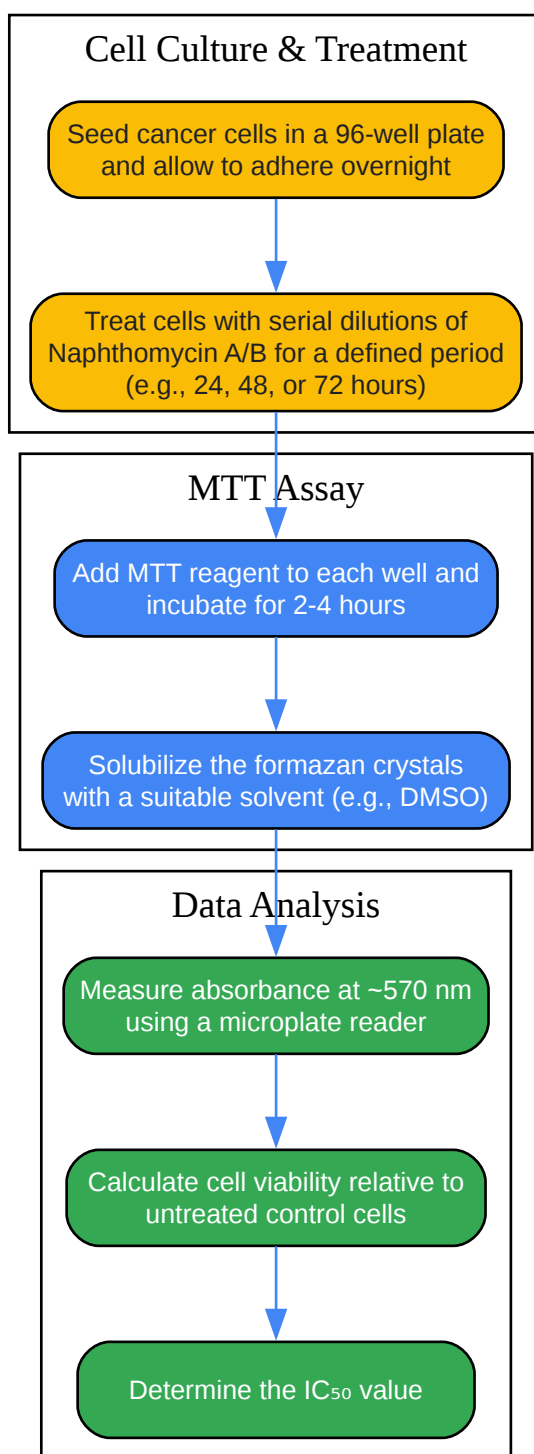 Cell Culture & Treatment
Seed cancer cells in a 96-well plate
and allow to adhere overnight
Treat cells with serial dilutions of
Naphthomycin A/B for a defined period
(e.g., 24, 48, or 72 hours)
MTT Assay
Add MTT reagent to each well and
incubate for 2-4 hours
Solubilize the formazan crystals
with a suitable solvent (e.g., DMSO)
Data Analysis
Measure absorbance at ~570 nm
using a microplate reader
Calculate cell viability relative to
untreated control cells
Determine the IC₅₀ value